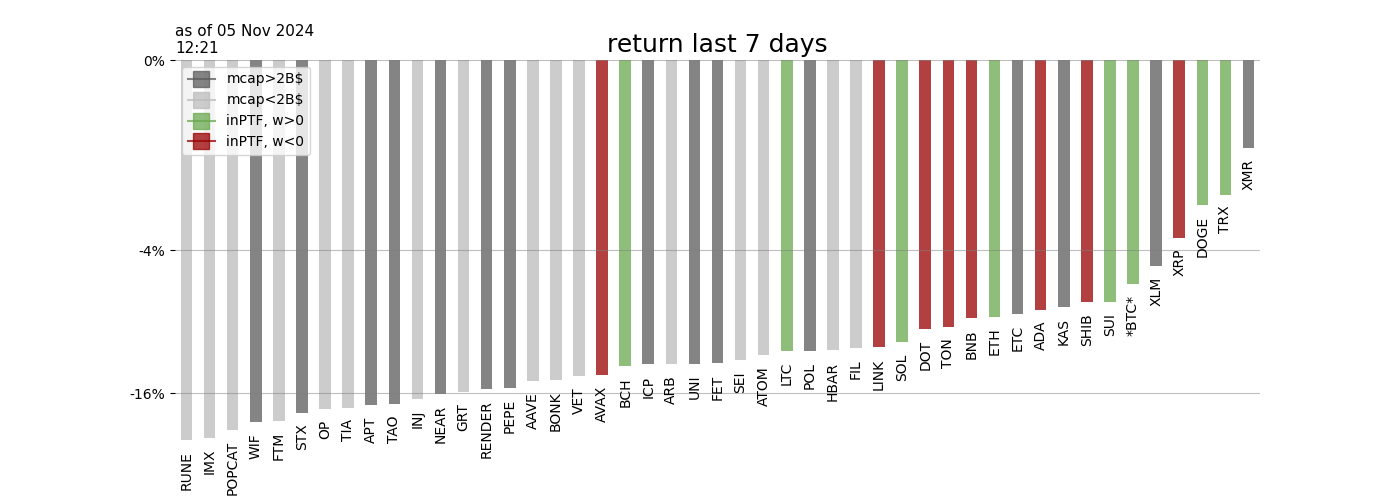 as of 05 Nov 2024
12:21
return last 7 days
0%
-4%
-16%
mcap>2B$
mcap<2B$
inPTF, w>0
inPTF, w<0
RUNE
IMX
POPCAT
WIF
FTM
STX
OP
TIA
APT
TAO
INJ
NEAR
GRT
RENDER
PEPE
AAVE
BONK
VET
AVAX
BCH
ICP
ARB
UNI
FET
SEI
ATOM
LTC
POL
HBAR
FIL
LINK
SOL
DOT
TON
BNB
ETH
ETC
ADA
KAS
SHIB
SUI
*BTC*
XLM
XRP
DOGE
TRX
XMR